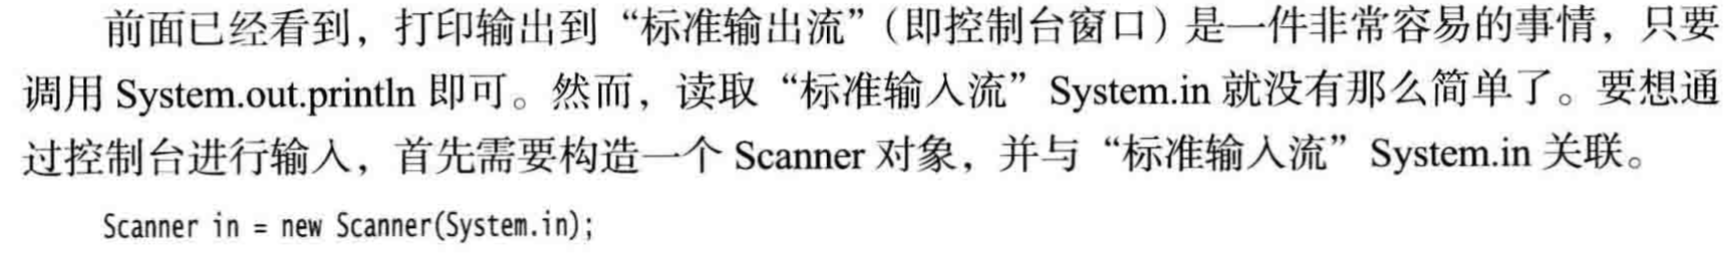 前面已经看到，打印输出到“标准输出流”（即控制台窗口）是一件非常容易的事情，只要
调用 System.out.println 即可。然而，读取“标准输入流”System.in 就没有那么简单了。要想通
过控制台进行输入，首先需要构造一个 Scanner 对象，并与“标准输入流”System.in 关联。
Scanner in = new Scanner(System.in);